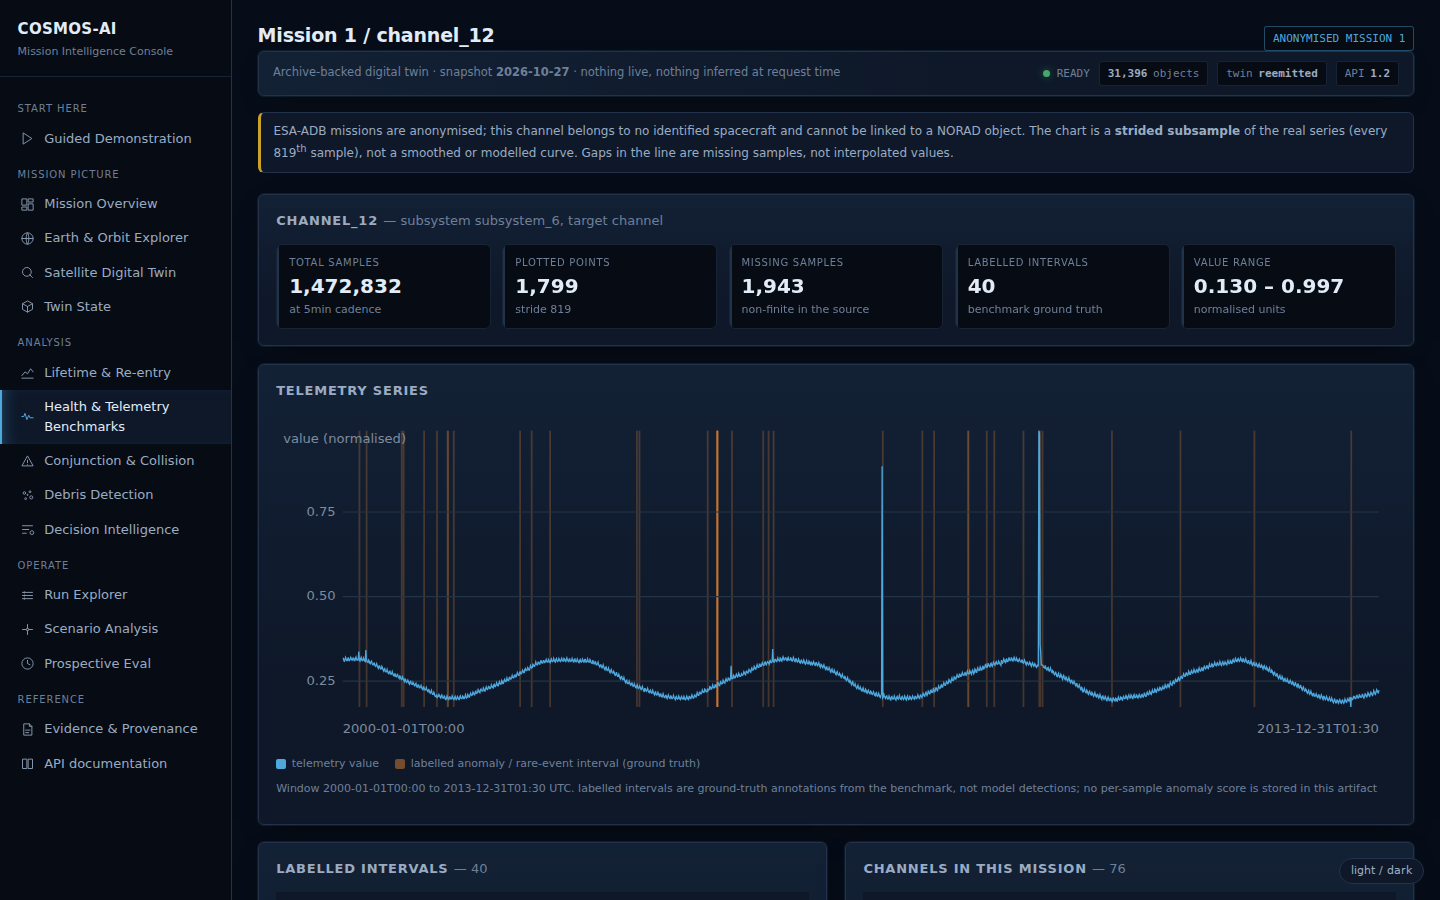 COSMOS-AI
Mission Intelligence Console
START HERE
Guided Demonstration
MISSION PICTURE
Mission Overview
Earth & Orbit Explorer
Satellite Digital Twin
Twin State
ANALYSIS
Lifetime & Re-entry
Health & Telemetry
Benchmarks
Conjunction & Collision
Debris Detection
Decision Intelligence
OPERATE
Run Explorer
Scenario Analysis
Prospective Eval
REFERENCE
Evidence & Provenance
API documentation
Mission 1 / channel_12
ANONYMISED MISSION 1
Archive-backed digital twin · snapshot 2026-10-27 · nothing live, nothing inferred at request time
READY
31,396 objects
twin reemitted
API 1.2
ESA-ADB missions are anonymised; this channel belongs to no identified spacecraft and cannot be linked to a NORAD object. The chart is a strided subsample of the real series (every
819th sample), not a smoothed or modelled curve. Gaps in the line are missing samples, not interpolated values.
CHANNEL_12 — subsystem subsystem_6, target channel
TOTAL SAMPLES
1,472,832
at 5min cadence
PLOTTED POINTS
1,799
stride 819
MISSING SAMPLES
1,943
non-finite in the source
LABELLED INTERVALS
40
benchmark ground truth
VALUE RANGE
0.130 – 0.997
normalised units
TELEMETRY SERIES
value (normalised)
0.75
0.50
0.25
2000-01-01T00:00
2013-12-31T01:30
telemetry value
labelled anomaly / rare-event interval (ground truth)
Window 2000-01-01T00:00 to 2013-12-31T01:30 UTC. labelled intervals are ground-truth annotations from the benchmark, not model detections; no per-sample anomaly score is stored in this artifact
LABELLED INTERVALS — 40
CHANNELS IN THIS MISSION — 76
light / dark